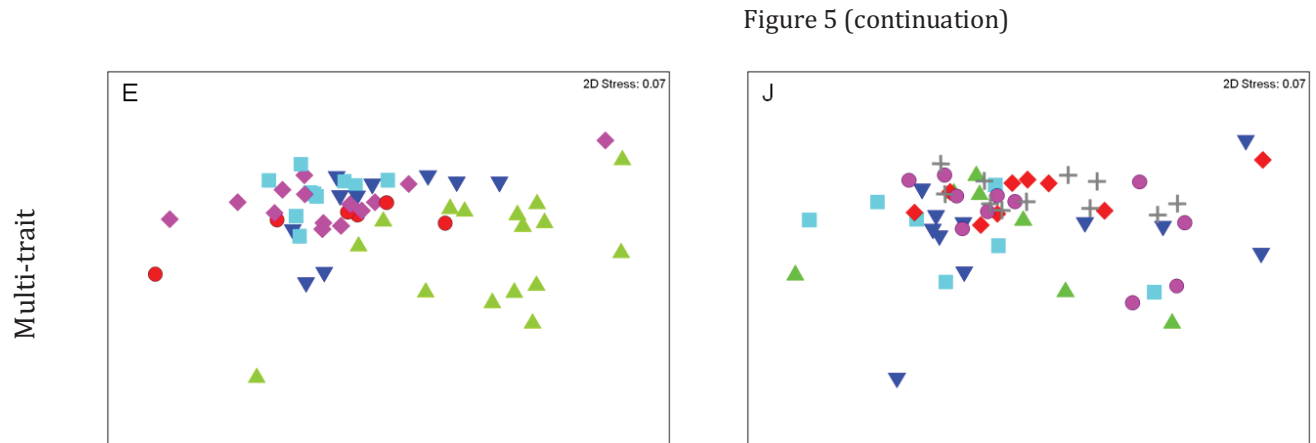 Figure 5 (continuation)
Multi-trait
E
2D Stress: 0.07
J
2D Stress: 0.07